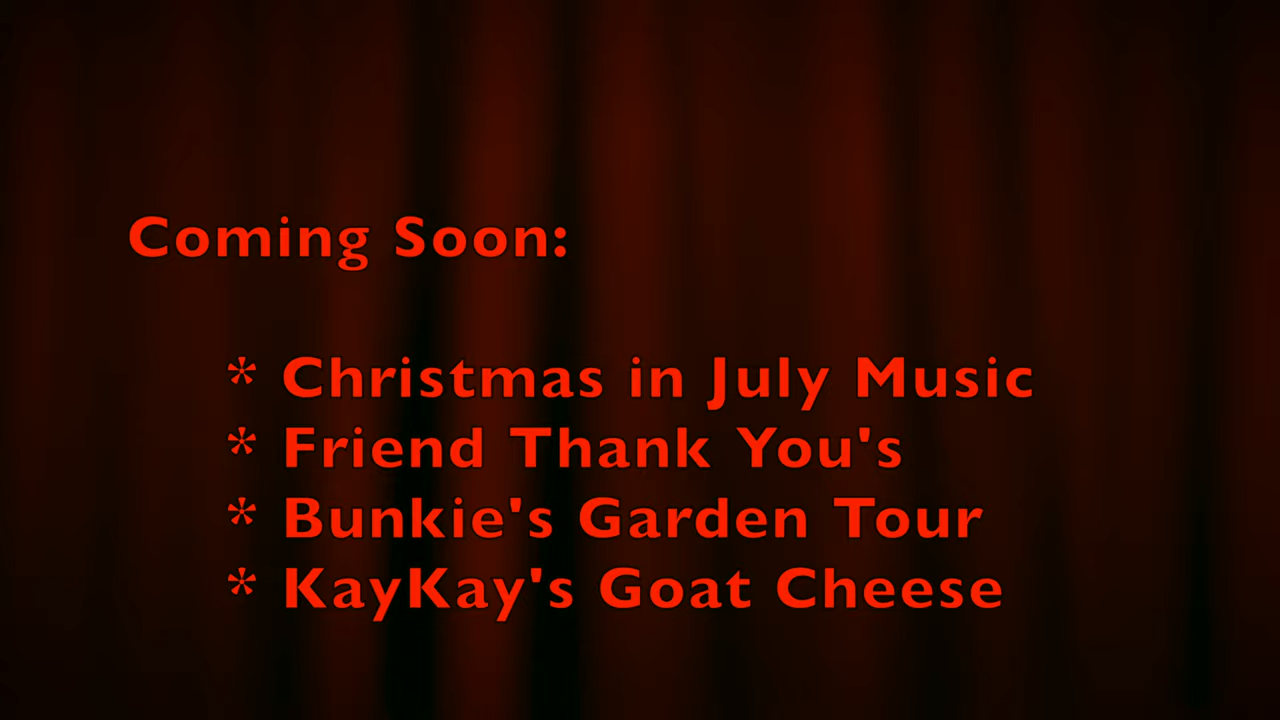 Coming Soon:
* Christmas in July Music
* Friend Thank You's
* Bunkie's Garden Tour
* KayKay's Goat Cheese